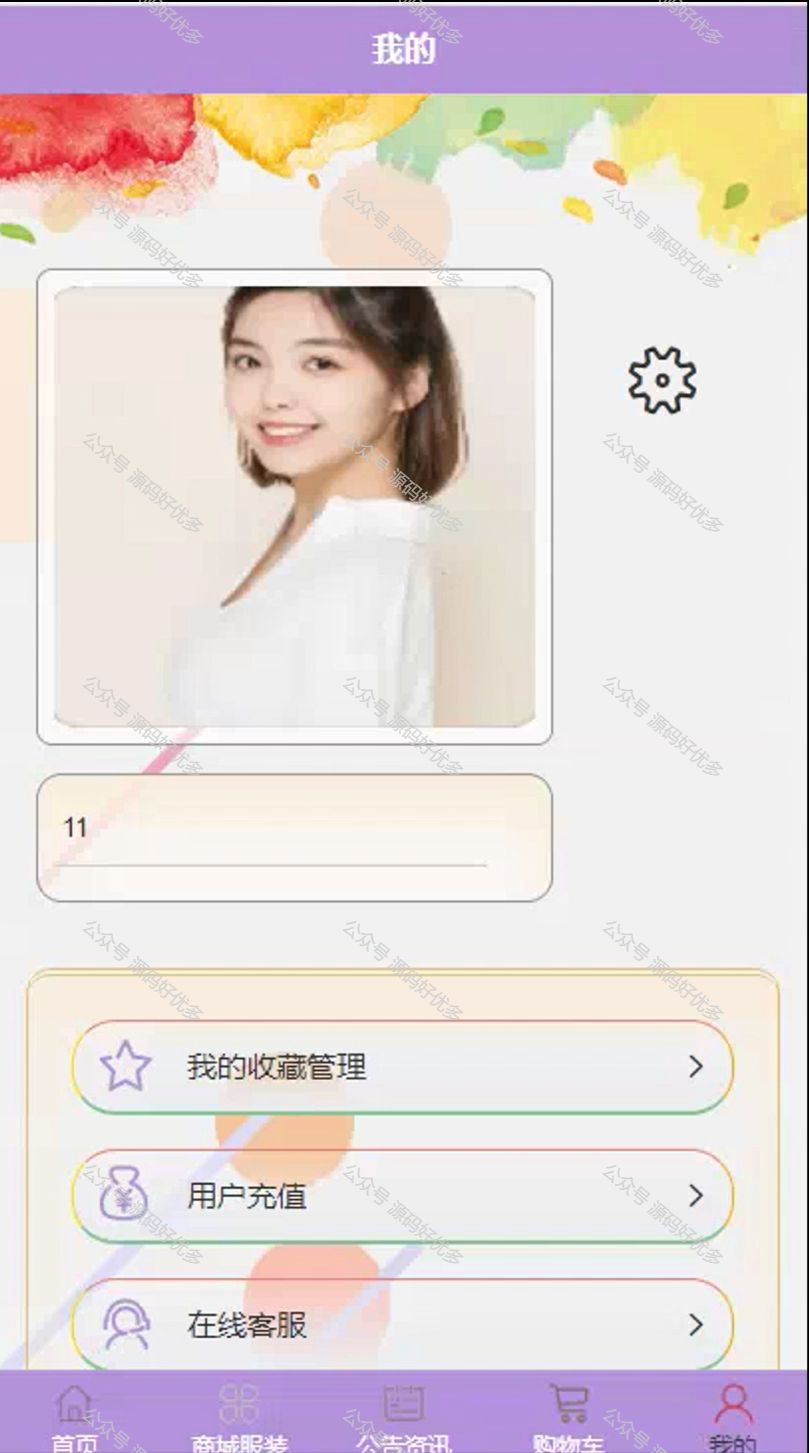 我的
11
我的收藏管理
用户充值
在线客服
首页
商城服装
公告资讯
购物车
我的
公众号 源码好优多